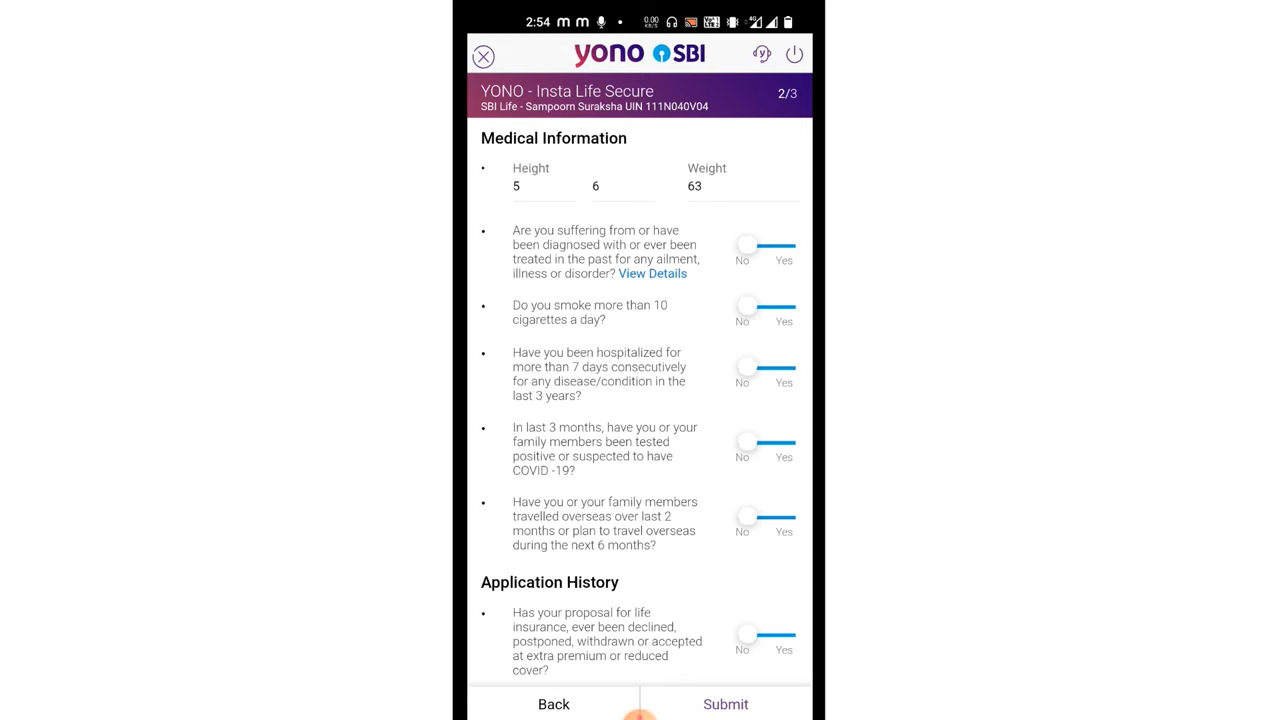 2:54 m m 0.00 KB/S Vo) LTE 2 4G
yono SBI
YONO - Insta Life Secure 2/3
SBI Life - Sampoorn Suraksha UIN 111N040V04
Medical Information
• Height Weight
5 6 63
• Are you suffering from or have
been diagnosed with or ever been
treated in the past for any ailment,
illness or disorder? View Details
No Yes
• Do you smoke more than 10
cigarettes a day?
No Yes
• Have you been hospitalized for
more than 7 days consecutively
for any disease/condition in the
last 3 years?
No Yes
• In last 3 months, have you or your
family members been tested
positive or suspected to have
COVID -19?
No Yes
• Have you or your family members
travelled overseas over last 2
months or plan to travel overseas
during the next 6 months?
No Yes
Application History
• Has your proposal for life
insurance, ever been declined,
postponed, withdrawn or accepted
at extra premium or reduced
cover?
No Yes
Back Submit